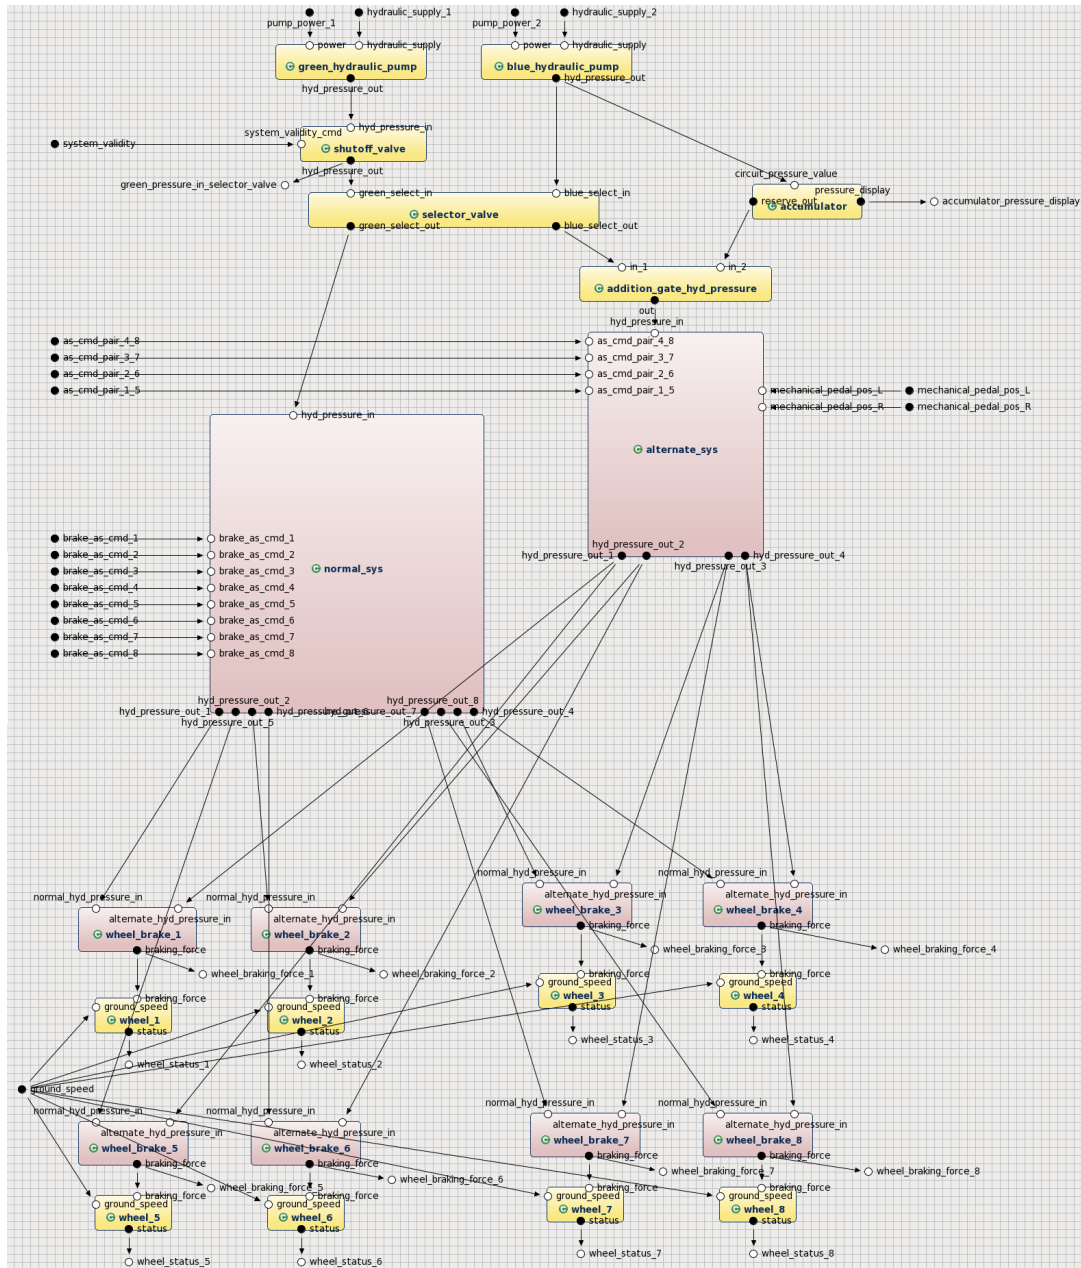 hydraulic_supply_1
hydraulic_supply_2
pump_power_1
pump_power_2
power
hydraulic_supply
power
hydraulic_supply
green_hydraulic_pump
blue_hydraulic_pump
hyd_pressure_out
hyd_pressure_out
hyd_pressure_in
system_validity_cmd
system_validity
shutoff_valve
hyd_pressure_out
circuit_pressure_value
green_pressure_in_selector_valve
pressure_display
green_select_in
blue_select_in
reserve_out
accumulator
accumulator_pressure_display
selector_valve
green_select_out
blue_select_out
in_1
in_2
addition_gate_hyd_pressure
out
hyd_pressure_in
as_cmd_pair_4_8
as_cmd_pair_4_8
as_cmd_pair_3_7
as_cmd_pair_3_7
as_cmd_pair_2_6
as_cmd_pair_2_6
as_cmd_pair_1_5
as_cmd_pair_1_5
mechanical_pedal_pos_L
mechanical_pedal_pos_L
mechanical_pedal_pos_R
mechanical_pedal_pos_R
hyd_pressure_in
alternate_sys
brake_as_cmd_1
brake_as_cmd_1
hyd_pressure_out_2
hyd_pressure_out_1
hyd_pressure_out_4
brake_as_cmd_2
brake_as_cmd_2
hyd_pressure_out_3
normal_sys
brake_as_cmd_3
brake_as_cmd_3
brake_as_cmd_4
brake_as_cmd_4
brake_as_cmd_5
brake_as_cmd_5
brake_as_cmd_6
brake_as_cmd_6
brake_as_cmd_7
brake_as_cmd_7
brake_as_cmd_8
brake_as_cmd_8
hyd_pressure_out_2
hyd_pressure_out_8
hyd_pressure_out_1
hyd_pressure_out_6
hyd_pressure_out_7
hyd_pressure_out_4
hyd_pressure_out_5
hyd_pressure_out_3
normal_hyd_pressure_in
normal_hyd_pressure_in
alternate_hyd_pressure_in
alternate_hyd_pressure_in
wheel_brake_3
wheel_brake_4
braking_force
braking_force
normal_hyd_pressure_in
normal_hyd_pressure_in
alternate_hyd_pressure_in
alternate_hyd_pressure_in
wheel_brake_1
wheel_brake_2
braking_force
braking_force
wheel_braking_force_3
wheel_braking_force_4
wheel_braking_force_1
wheel_braking_force_2
braking_force
braking_force
ground_speed
ground_speed
wheel_3
wheel_4
status
status
braking_force
braking_force
ground_speed
ground_speed
wheel_1
wheel_2
status
status
wheel_status_3
wheel_status_4
wheel_status_1
wheel_status_2
ground_speed
normal_hyd_pressure_in
normal_hyd_pressure_in
normal_hyd_pressure_in
normal_hyd_pressure_in
alternate_hyd_pressure_in
alternate_hyd_pressure_in
alternate_hyd_pressure_in
alternate_hyd_pressure_in
wheel_brake_5
wheel_brake_6
wheel_brake_7
wheel_brake_8
braking_force
braking_force
braking_force
braking_force
wheel_braking_force_5
wheel_braking_force_6
wheel_braking_force_7
wheel_braking_force_8
braking_force
braking_force
braking_force
braking_force
ground_speed
ground_speed
ground_speed
ground_speed
wheel_5
wheel_6
wheel_7
wheel_8
status
status
status
status
wheel_status_5
wheel_status_6
wheel_status_7
wheel_status_8